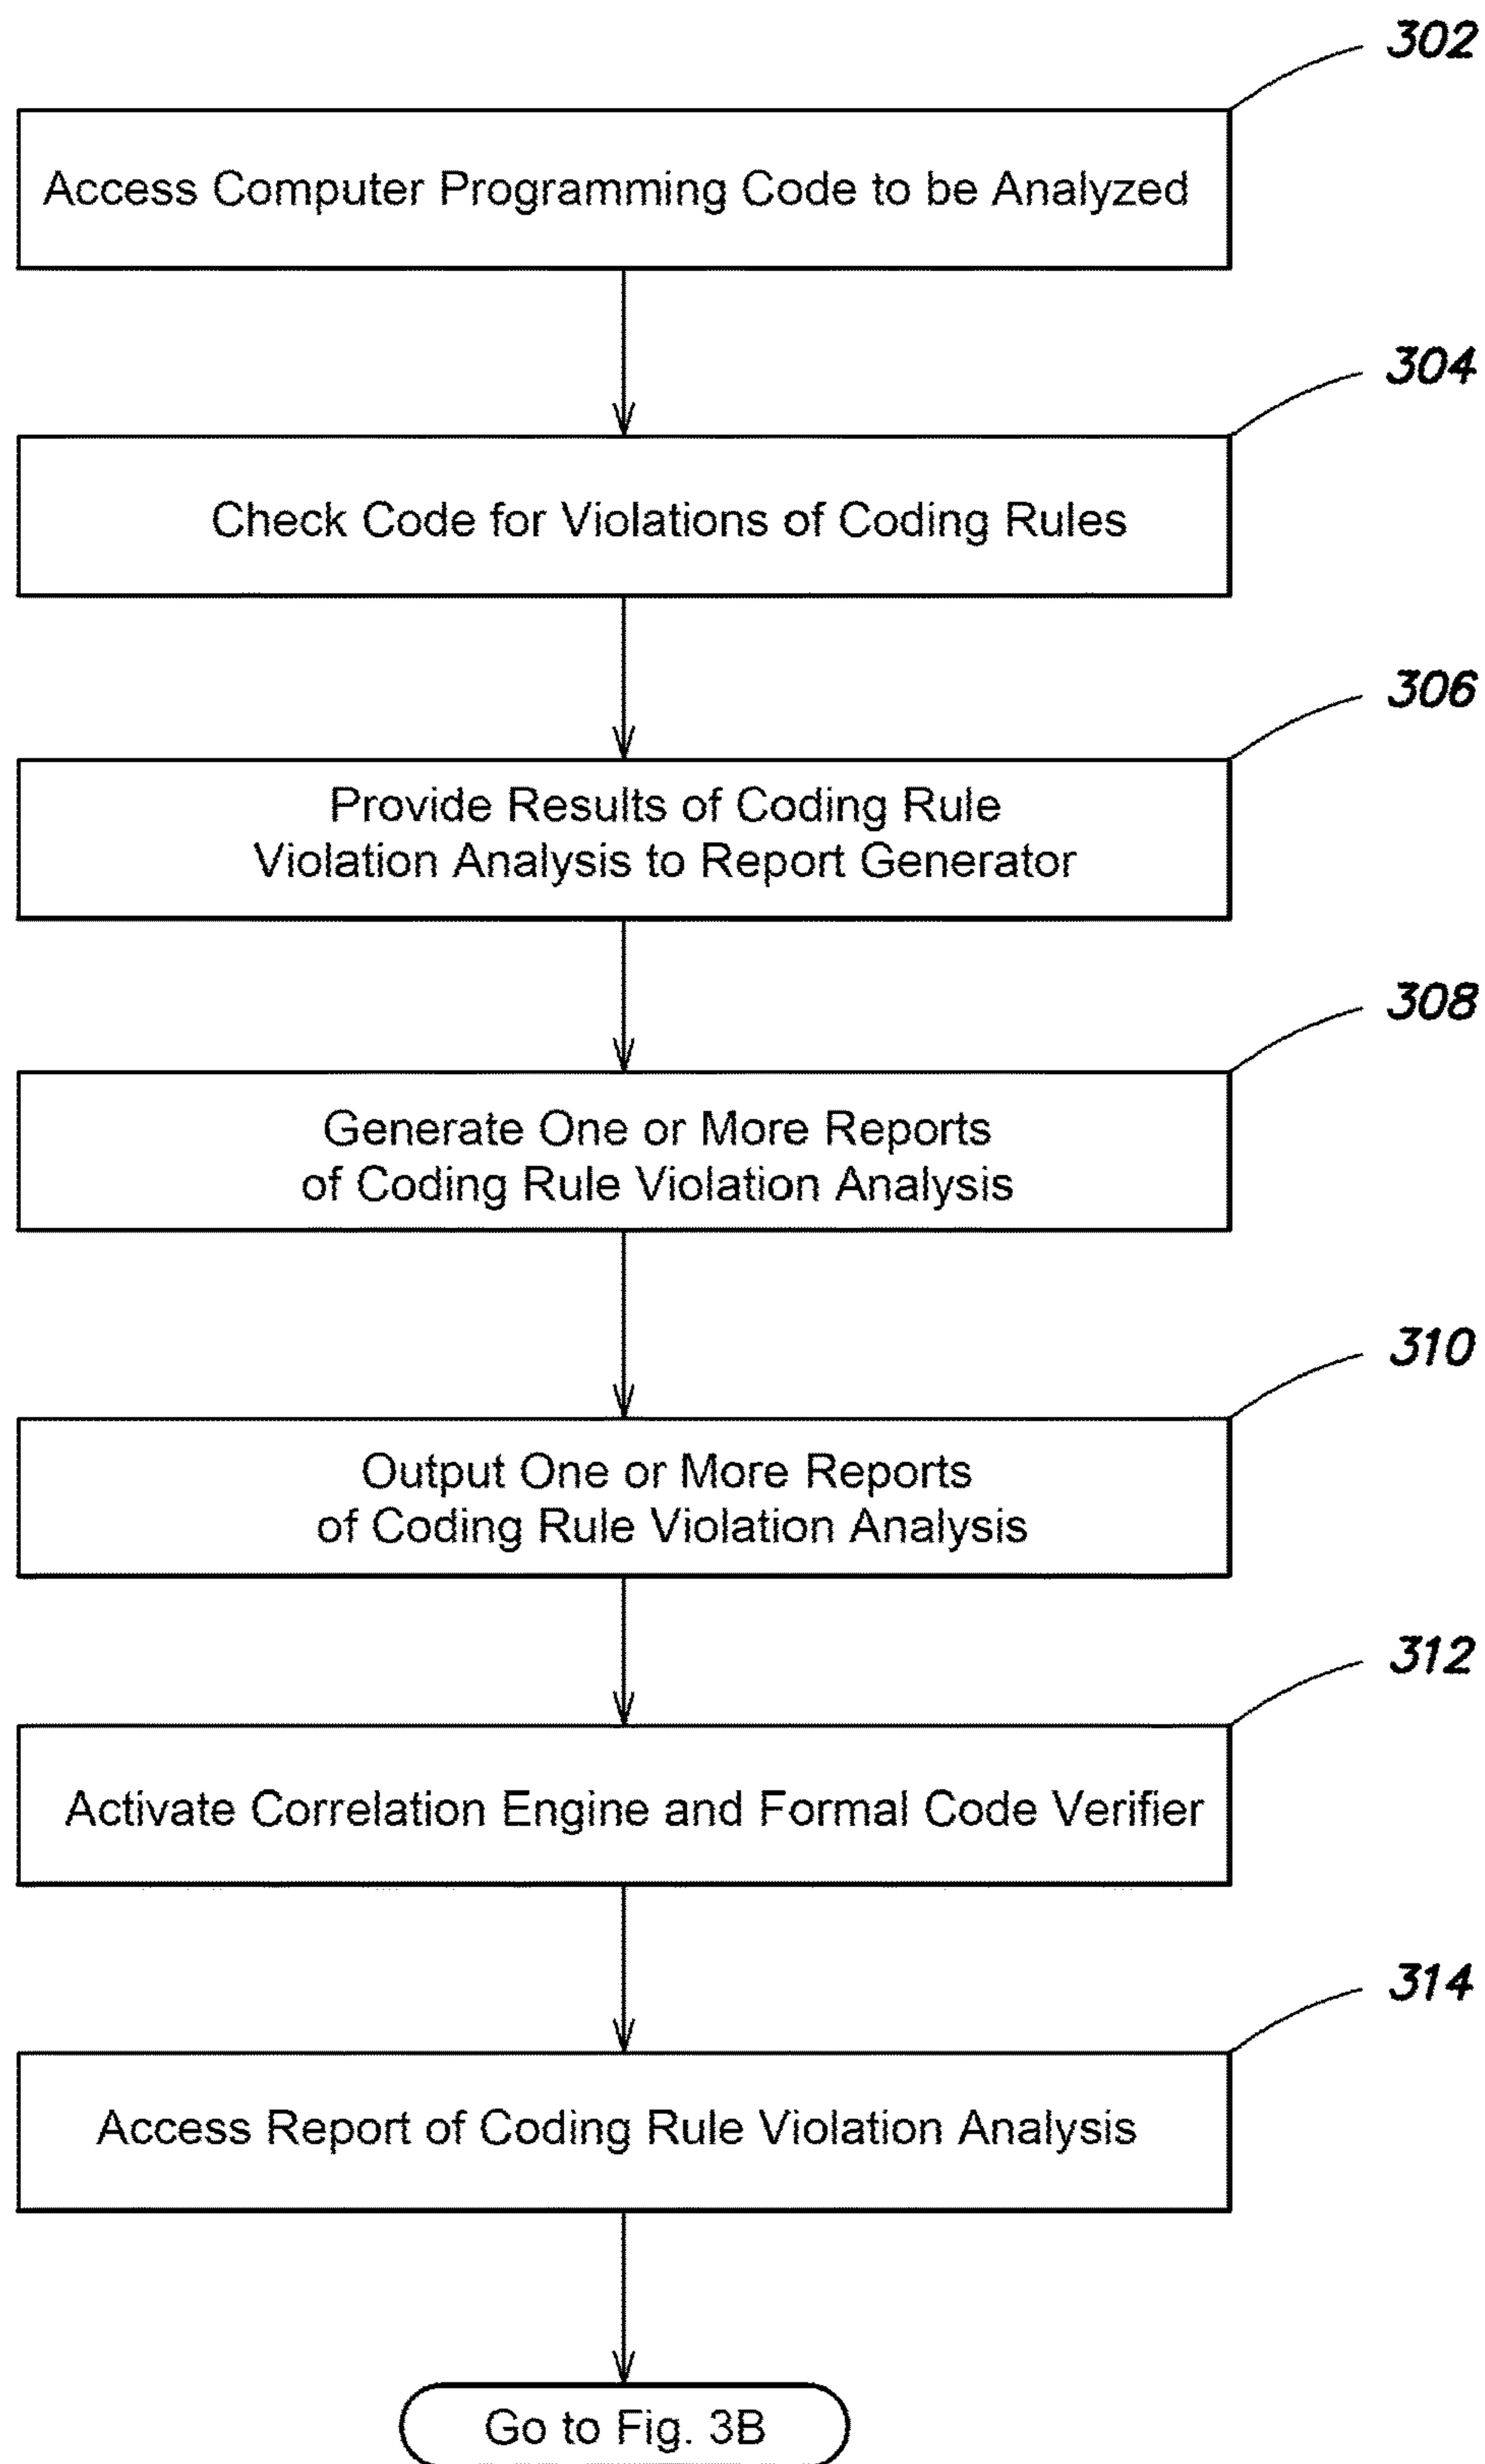 302
Access Computer Programming Code to be Analyzed
304
Check Code for Violations of Coding Rules
306
Provide Results of Coding Rule
Violation Analysis to Report Generator
308
Generate One or More Reports
of Coding Rule Violation Analysis
310
Output One or More Reports
of Coding Rule Violation Analysis
312
Activate Correlation Engine and Formal Code Verifier
314
Access Report of Coding Rule Violation Analysis
Go to Fig. 3B